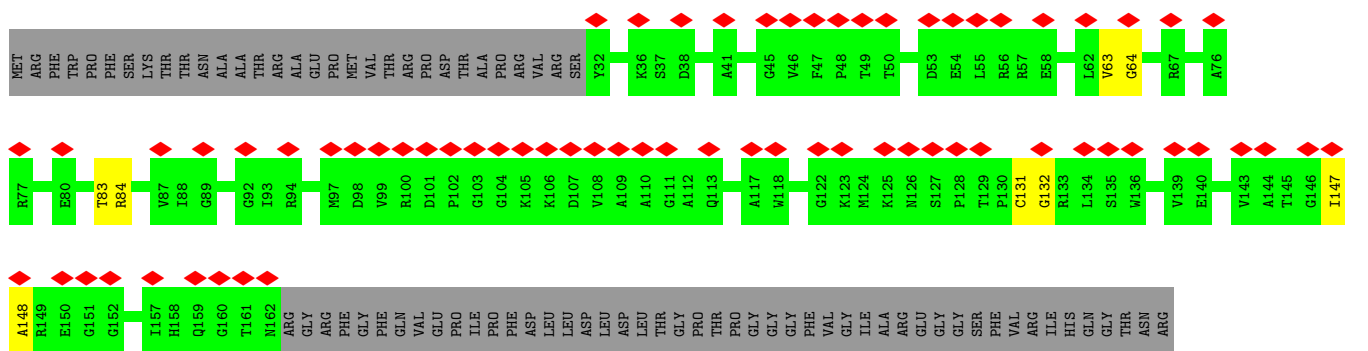 MET ARG PHE TRP PRO PHE SER LYS THR THR ASN ALA ALA THR ARG ALA GLU PRO MET VAL THR ARG PRO ASP THR ALA PRO ARG VAL ARG SER Y32 K36 S37 D38 A41 G45 V46 F47 P48 T49 T50 D53 E54 L55 R56 R57 E58 L62 V63 G64 R67 A76
R77 E80 T83 R84 V87 I88 G89 G92 I93 R94 M97 D98 V99 R100 D101 P102 G103 G104 K105 K106 D107 V108 A109 A110 G111 A112 Q113 A117 W118 G122 K123 M124 K125 N126 S127 P128 T129 P130 C131 G132 R133 L134 S135 W136 V139 E140 V143 A144 T145 G146 I147
A148 R149 E150 G151 G152 I157 H158 Q159 G160 T161 N162 ARG GLY ARG PHE GLY PHE GLN VAL GLU PRO ILE PRO PHE ASP LEU LEU ASP LEU ASP LEU THR GLY PRO THR PRO GLY GLY GLY PHE VAL GLY ILE ALA ARG GLU GLY GLY SER PHE VAL ARG ILE HIS GLN GLY THR ASN ARG